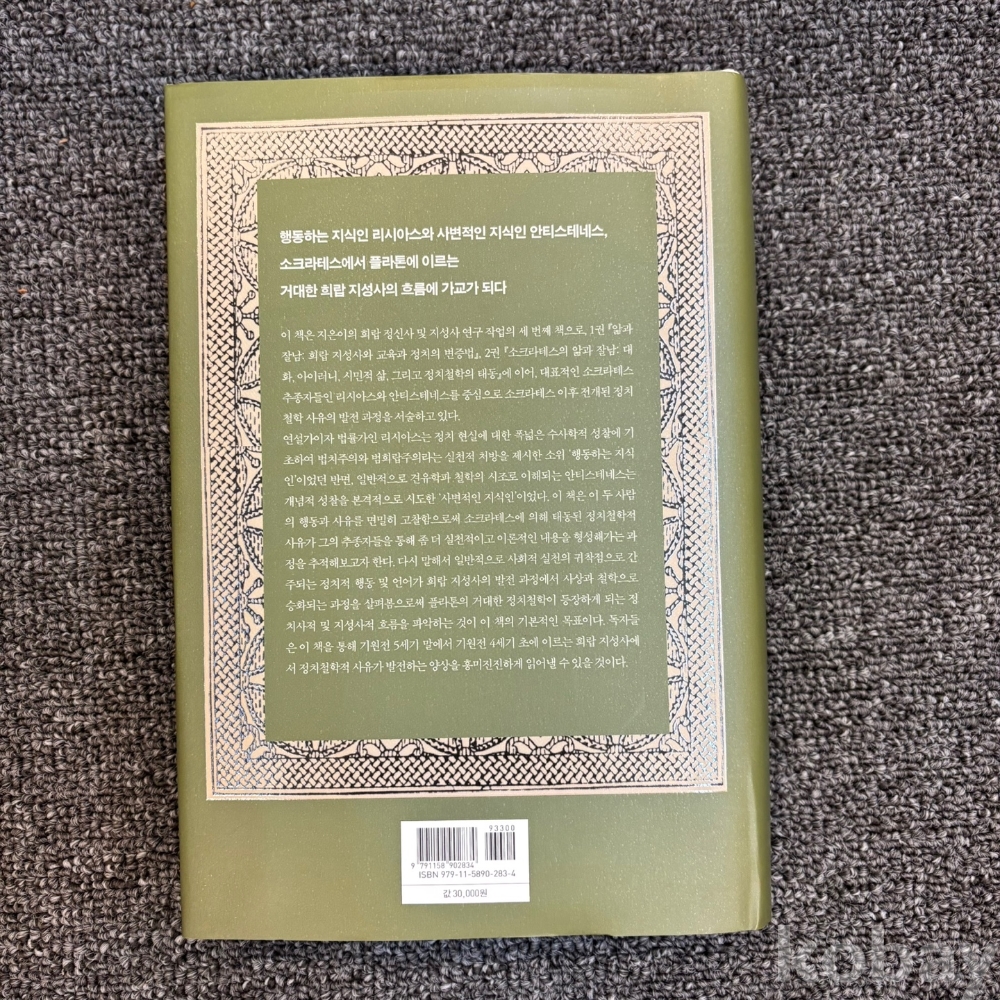 행동하는 지식인 리시아스와 사변적인 지식인 안티스테네스,
소크라테스에서 플라톤에 이르는
거대한 희랍 지성사의 흐름에 가교가 되다
이 책은 지은이의 희랍 정신사 및 지성사 연구 작업의 세 번째 책으로, 1권 『앎과
잘남: 희랍 지성사와 교육과 정치의 변증법』, 2권 『소크라테스의 앎과 잘남: 대
화, 아이러니, 시민적 삶, 그리고 정치철학의 태동』에 이어, 대표적인 소크라테스
추종자들인 리시아스와 안티스테네스를 중심으로 소크라테스 이후 전개된 정치
철학 사유의 발전 과정을 서술하고 있다.
연설가이자 법률가인 리시아스는 정치 현실에 대한 폭넓은 수사학적 성찰에 기
초하여 법치주의와 범희랍주의라는 실천적 처방을 제시한 소위 '행동하는 지식
인'이었던 반면, 일반적으로 견유학파 철학의 시조로 이해되는 안티스테네스는
개념적 성찰을 본격적으로 시도한 '사변적인 지식인'이었다. 이 책은 이 두 사람
의 행동과 사유를 면밀히 고찰함으로써 소크라테스에 의해 태동된 정치철학적
사유가 그의 추종자들을 통해 좀 더 실천적이고 이론적인 내용을 형성해가는 과
정을 추적해보고자 한다. 다시 말해서 일반적으로 사회적 실천의 귀착점으로 간
주되는 정치적 행동 및 언어가 희랍 지성사의 발전 과정에서 사상과 철학으로
승화되는 과정을 살펴봄으로써 플라톤의 거대한 정치철학이 등장하게 되는 정
치사적 및 지성사적 흐름을 파악하는 것이 이 책의 기본적인 목표이다. 독자들
은 이 책을 통해 기원전 5세기 말에서 기원전 4세기 초에 이르는 희랍 지성사에
서 정치철학적 사유가 발전하는 양상을 흥미진진하게 읽어낼 수 있을 것이다.
93300
9 791158 902834
ISBN 979-11-5890-283-4
값 30,000원
kobay